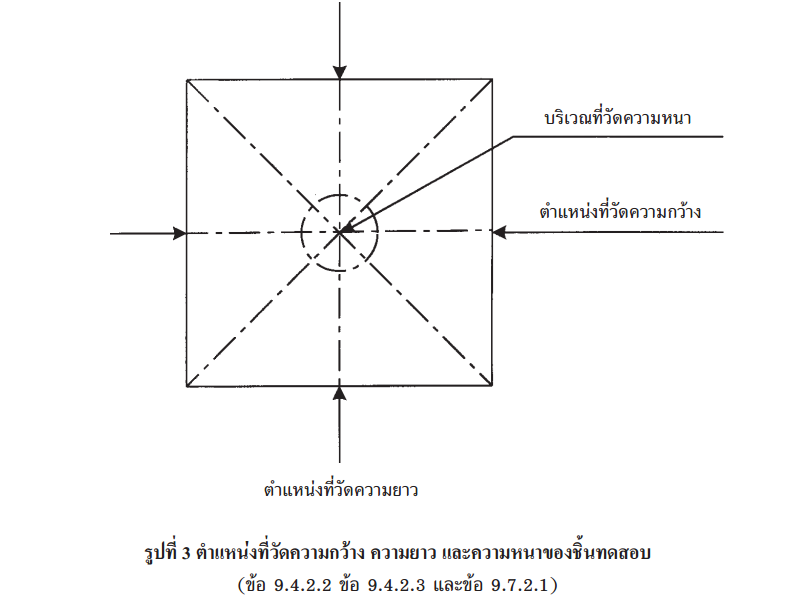 บริเวณที่วัดความหนา
ตำแหน่งที่วัดความกว้าง
ตำแหน่งที่วัดความยาว
รูปที่ 3 ตำแหน่งที่วัดความกว้าง ความยาว และความหนาของชิ้นทดสอบ
(ข้อ 9.4.2.2 ข้อ 9.4.2.3 และข้อ 9.7.2.1)